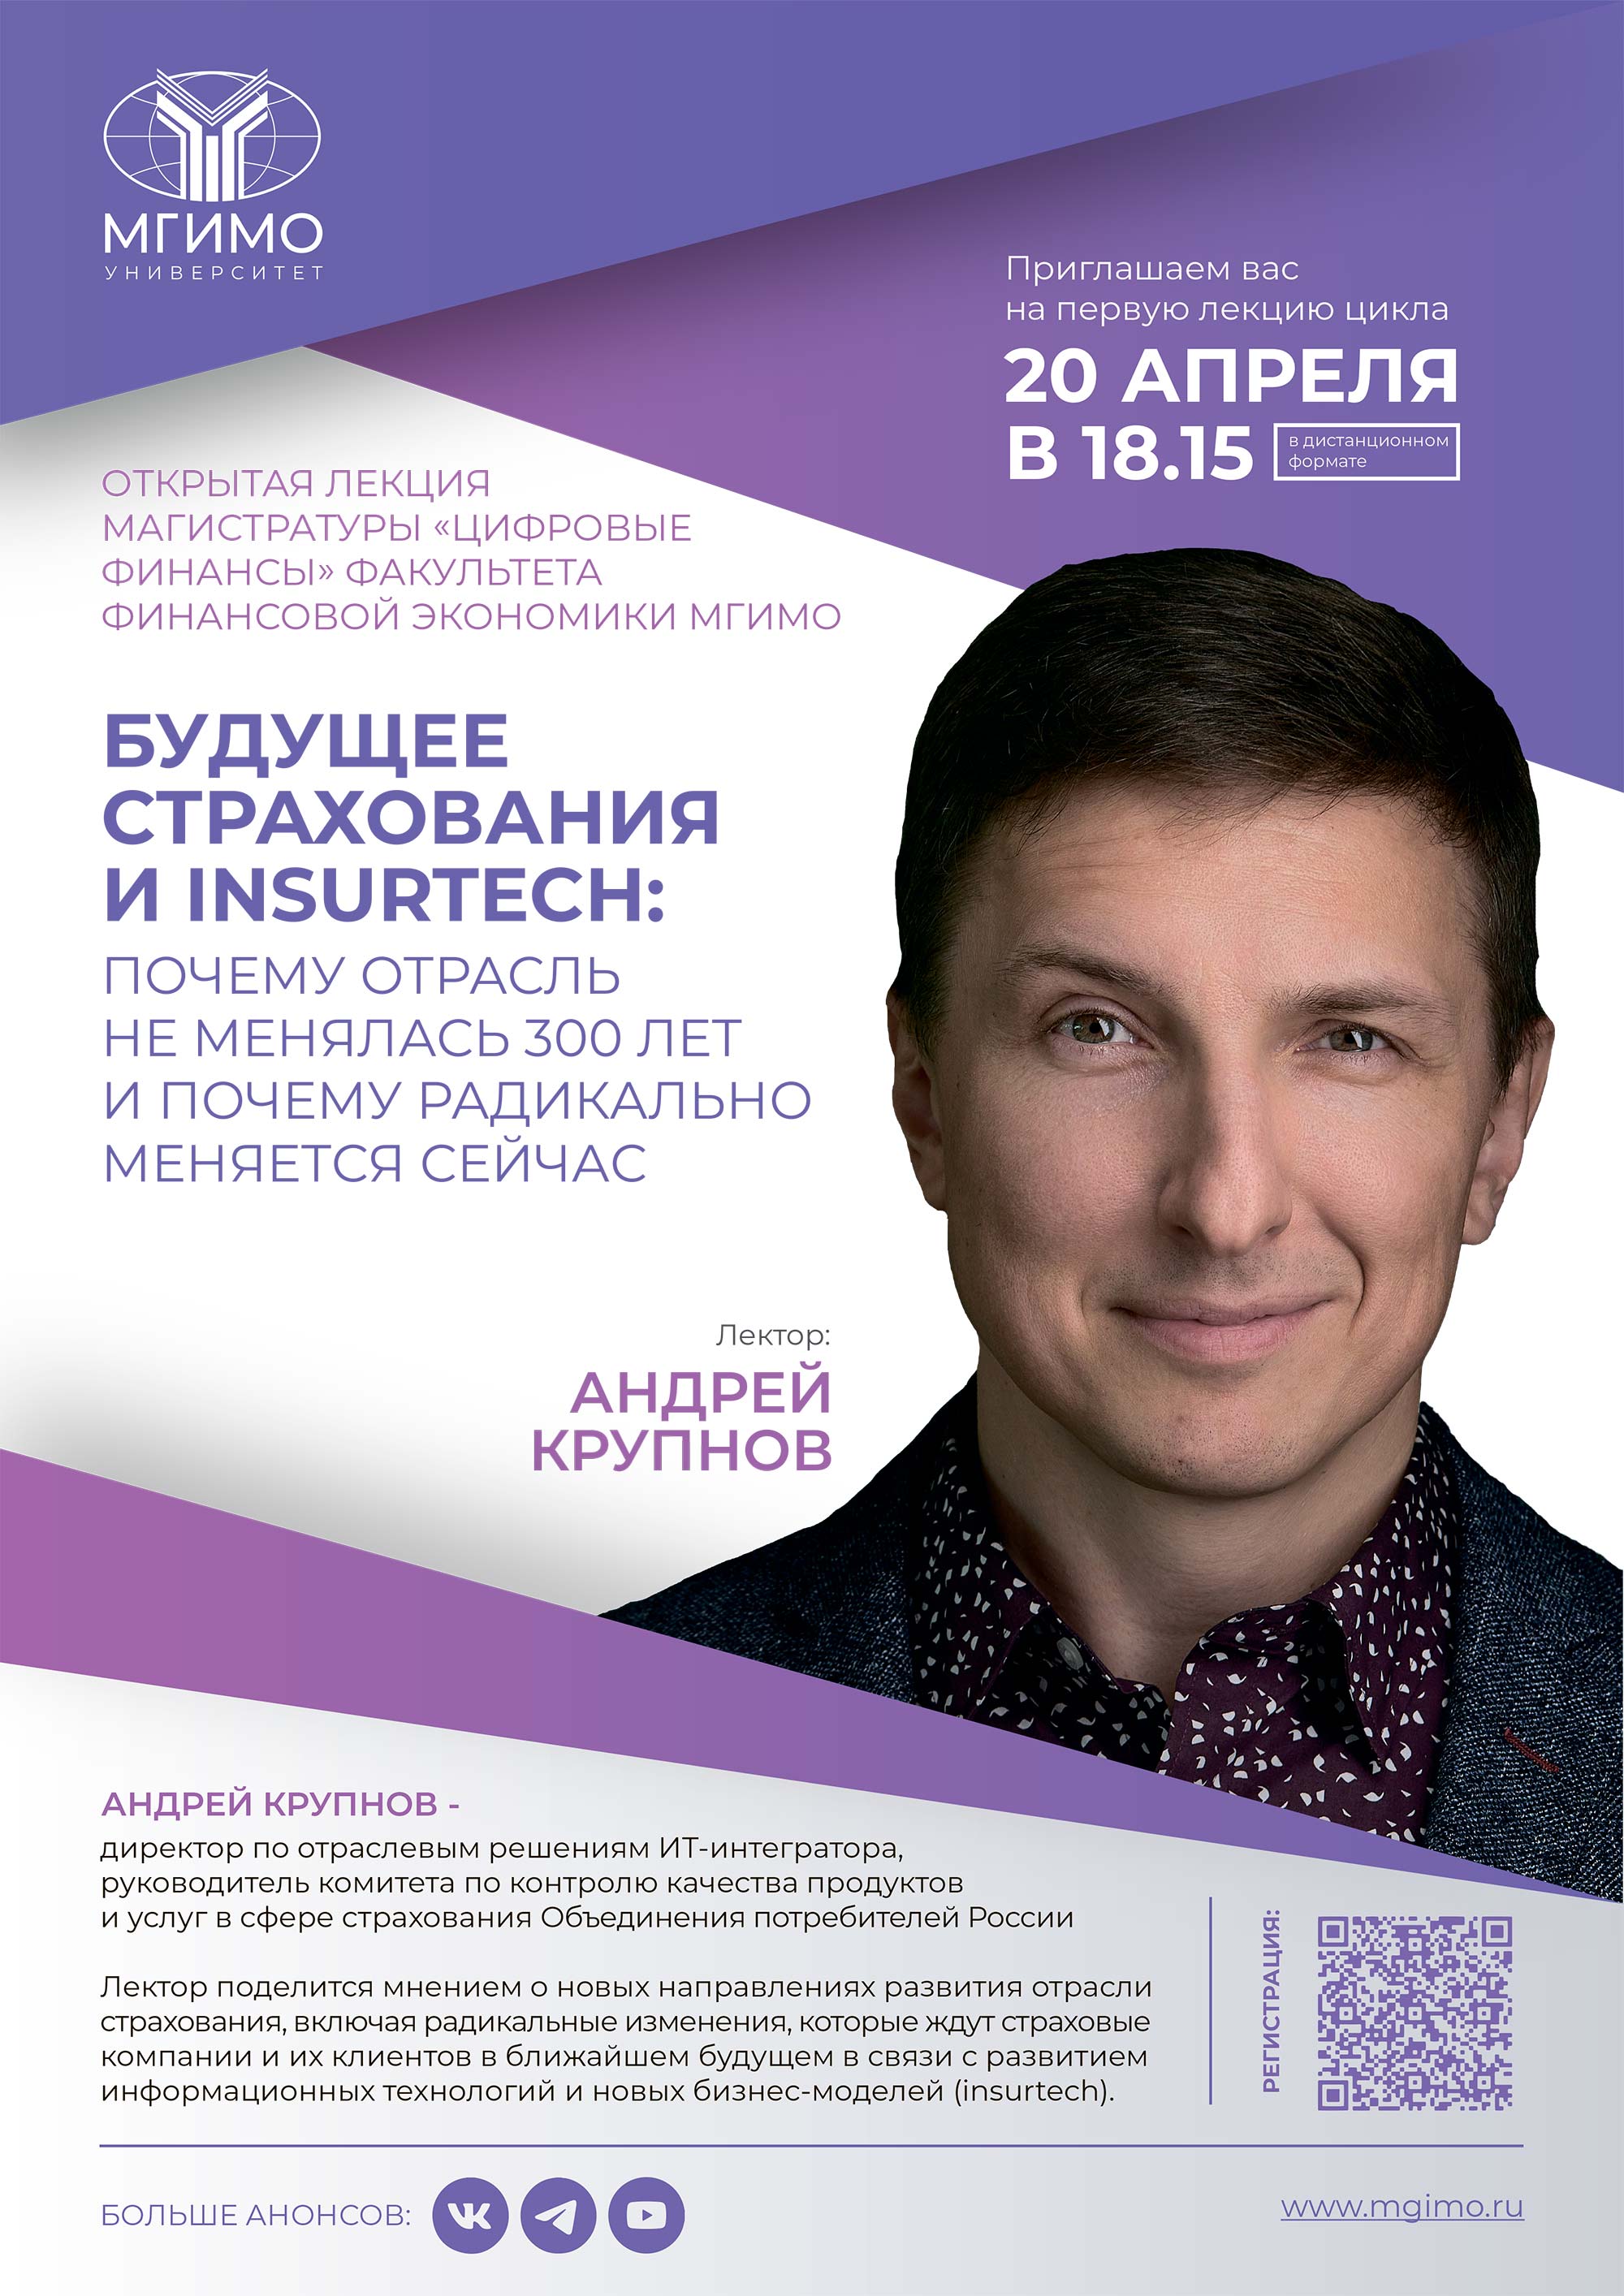 МГИМО
УНИВЕРСИТЕТ
Приглашаем вас
на первую лекцию цикла
20 АПРЕЛЯ
В 18.15
в дистанционном
формате
ОТКРЫТАЯ ЛЕКЦИЯ
МАГИСТРАТУРЫ «ЦИФРОВЫЕ
ФИНАНСЫ» ФАКУЛЬТЕТА
ФИНАНСОВОЙ ЭКОНОМИКИ МГИМО
БУДУЩЕЕ
СТРАХОВАНИЯ
И INSURTECH:
ПОЧЕМУ ОТРАСЛЬ
НЕ МЕНЯЛАСЬ 300 ЛЕТ
И ПОЧЕМУ РАДИКАЛЬНО
МЕНЯЕТСЯ СЕЙЧАС
Лектор:
АНДРЕЙ
КРУПНОВ
АНДРЕЙ КРУПНОВ -
директор по отраслевым решениям ИТ-интегратора,
руководитель комитета по контролю качества продуктов
и услуг в сфере страхования Объединения потребителей России
Лектор поделится мнением о новых направлениях развития отрасли
страхования, включая радикальные изменения, которые ждут страховые
компании и их клиентов в ближайшем будущем в связи с развитием
информационных технологий и новых бизнес-моделей (insurtech).
РЕГИСТРАЦИЯ:
БОЛЬШЕ АНОНСОВ:
www.mgimo.ru